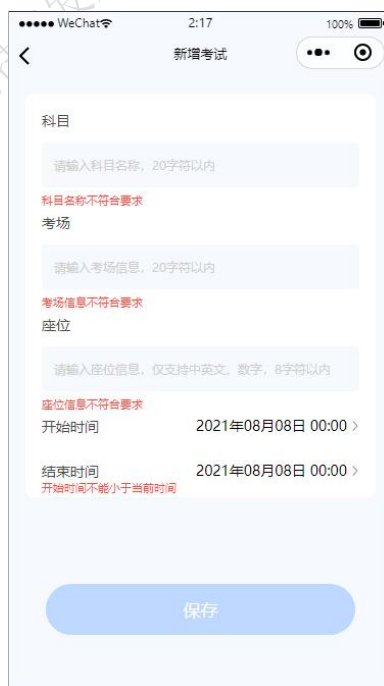 WeChat 2:17 100%
新增考试
科目
请输入科目名称，20字符以内
科目名称不符合要求
考场
请输入考场信息，20字符以内
考场信息不符合要求
座位
请输入座位信息，仅支持中英文，数字，8字符以内
座位信息不符合要求
开始时间 2021年08月08日 00:00
结束时间 2021年08月08日 00:00
开始时间不能小于当前时间
保存